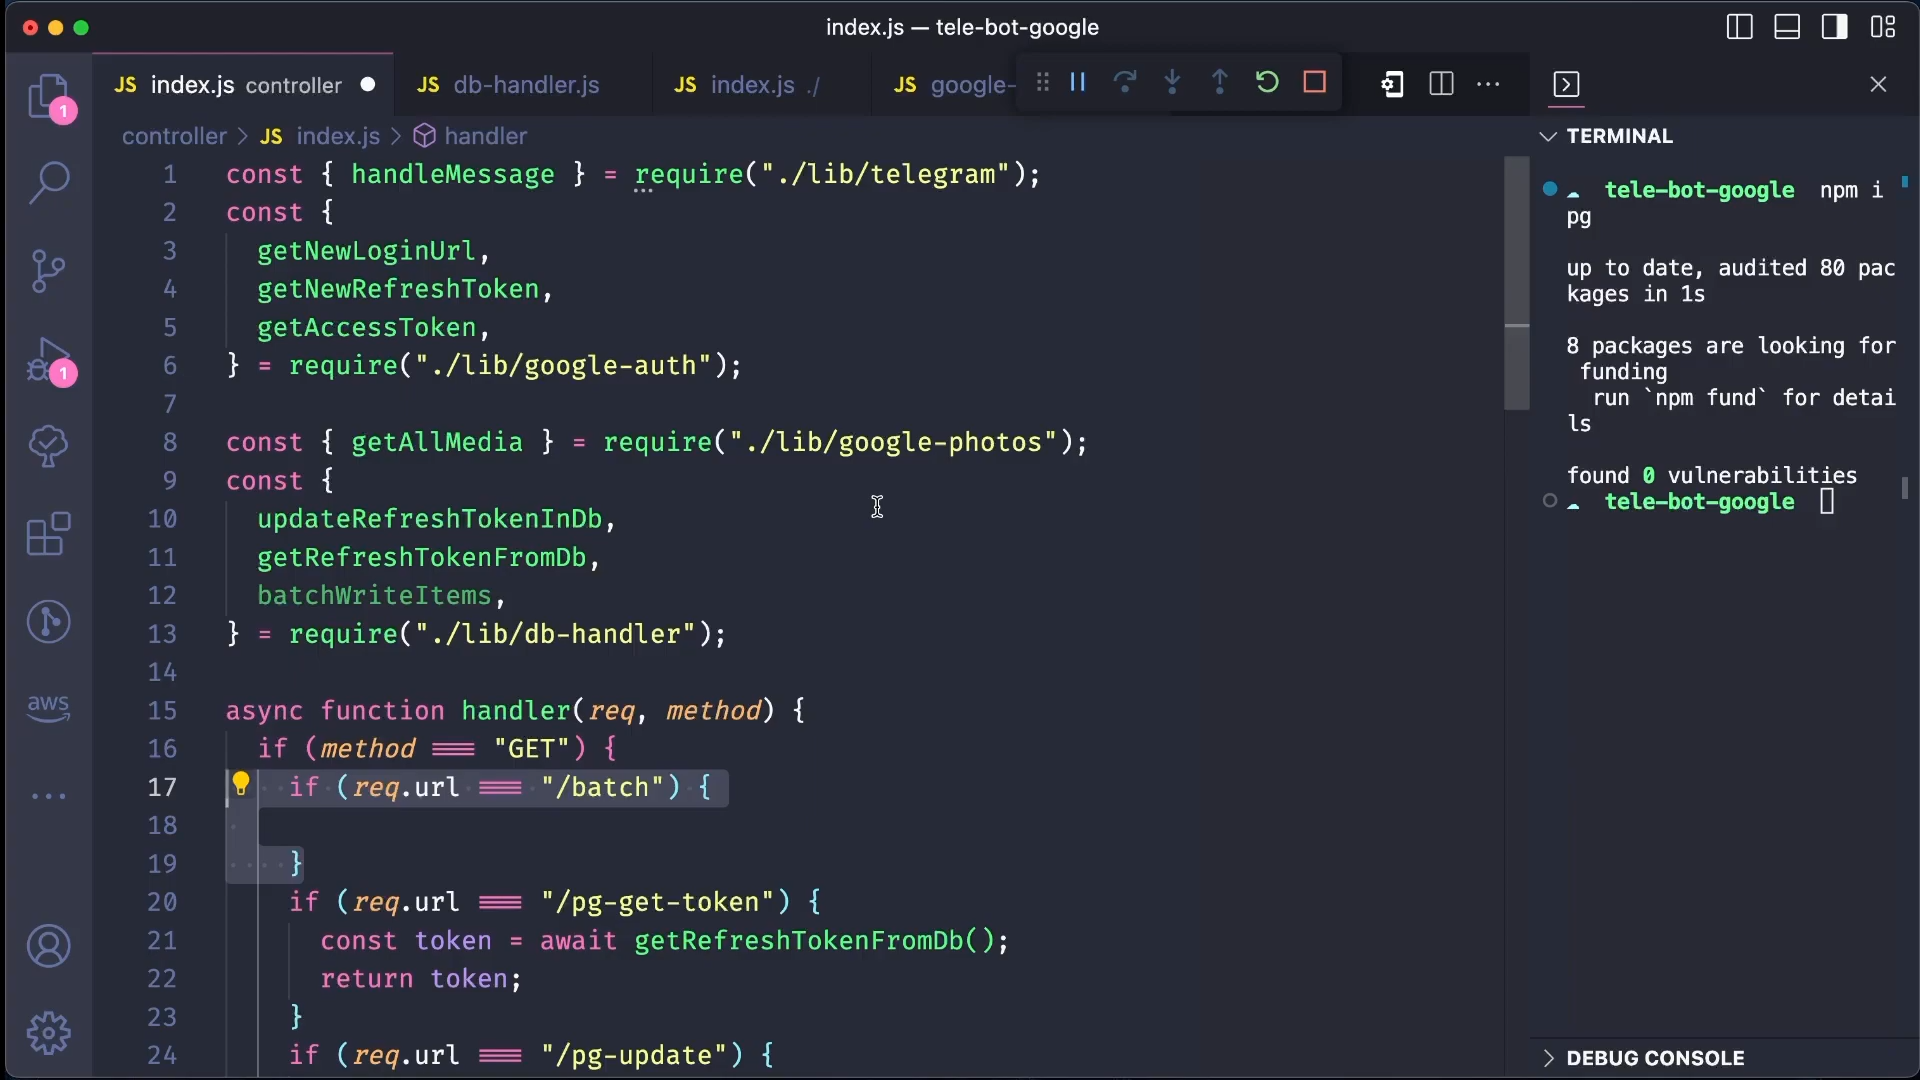 index.js — tele-bot-google
JS index.js controller
JS db-handler.js
JS index.js ./
JS google-
controller > JS index.js > handler
1 const { handleMessage } = require("./lib/telegram");
2 const {
3 getNewLoginUrl,
4 getNewRefreshToken,
5 getAccessToken,
6 } = require("./lib/google-auth");
7
8 const { getAllMedia } = require("./lib/google-photos");
9 const {
10 updateRefreshTokenInDb,
11 getRefreshTokenFromDb,
12 batchWriteItems,
13 } = require("./lib/db-handler");
14
15 async function handler(req, method) {
16 if (method === "GET") {
17 if (req.url === "/batch") {
18
19 }
20 if (req.url === "/pg-get-token") {
21 const token = await getRefreshTokenFromDb();
22 return token;
23 }
24 if (req.url === "/pg-update") {
1
1
aws
TERMINAL
tele-bot-google npm i
pg
up to date, audited 80 pac
kages in 1s
8 packages are looking for
funding
run `npm fund` for detai
ls
found 0 vulnerabilities
tele-bot-google
DEBUG CONSOLE